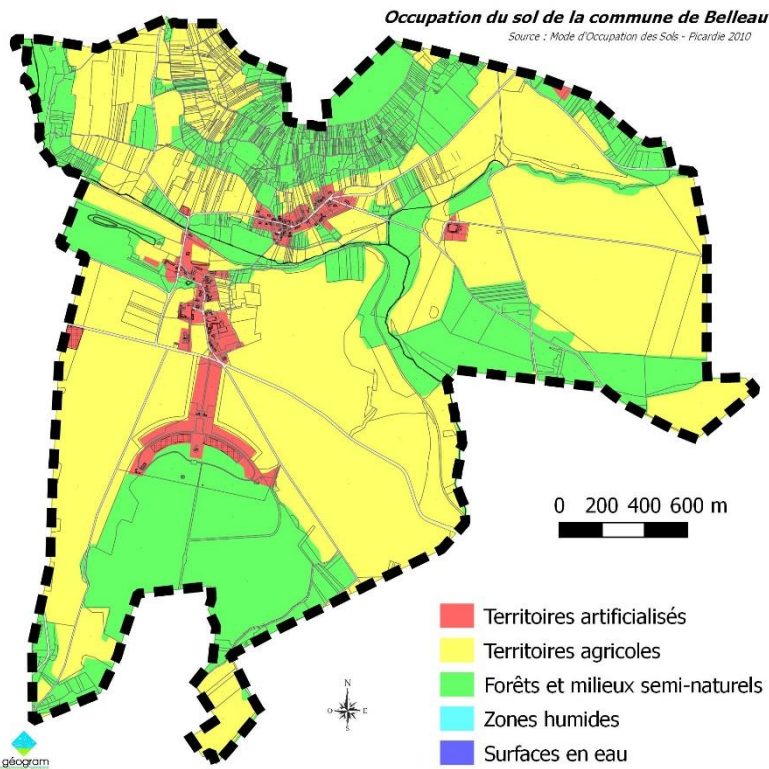 Occupation du sol de la commune de Belleau
Source : Mode d'Occupation des Sols - Picardie 2010
0 200 400 600 m
Territoires artificialisés
Territoires agricoles
Forêts et milieux semi-naturels
Zones humides
Surfaces en eau
N
O E
S
géogram